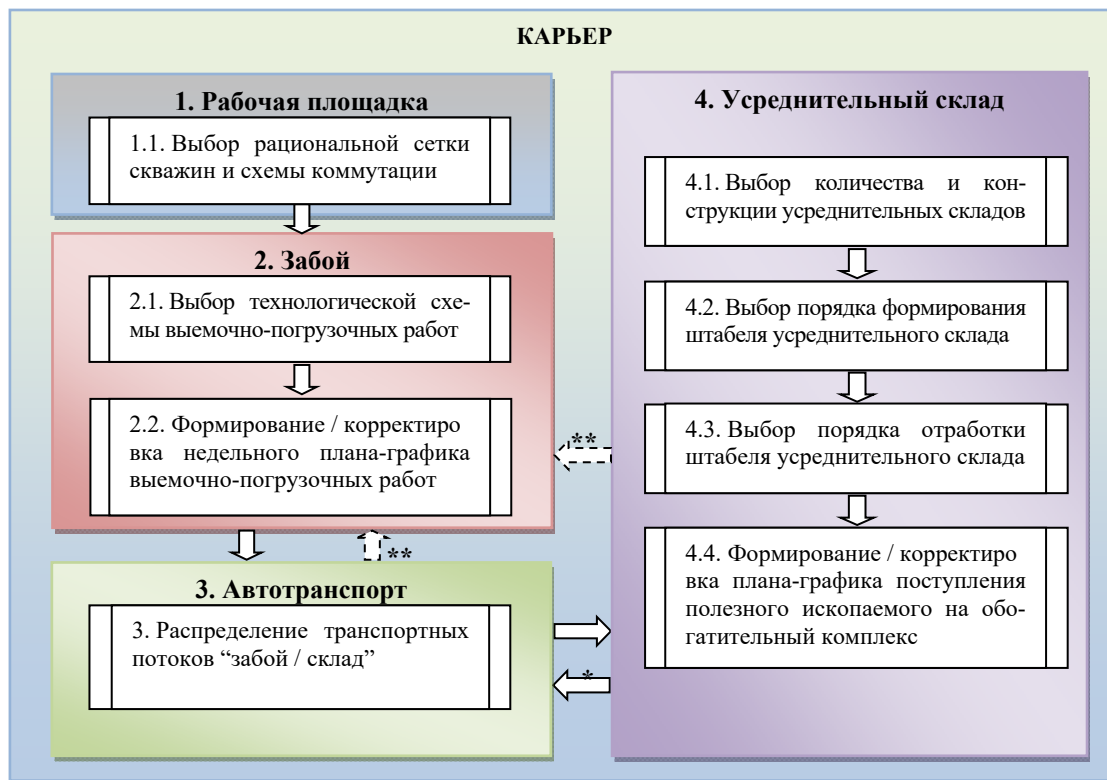 КАРЬЕР
1. Рабочая площадка
1.1. Выбор рациональной сетки
скважин и схемы коммутации
2. Забой
2.1. Выбор технологической схе-
мы выемочно-погрузочных работ
2.2. Формирование / корректиро
вка недельного плана-графика
выемочно-погрузочных работ
**
**
3. Автотранспорт
3. Распределение транспортных
потоков “забой / склад”
*
4. Усреднительный склад
4.1. Выбор количества и кон-
струкции усреднительных складов
4.2. Выбор порядка формирования
штабеля усреднительного склада
4.3. Выбор порядка отработки
штабеля усреднительного склада
4.4. Формирование / корректиро
вка плана-графика поступления
полезного ископаемого на обо-
гатительный комплекс